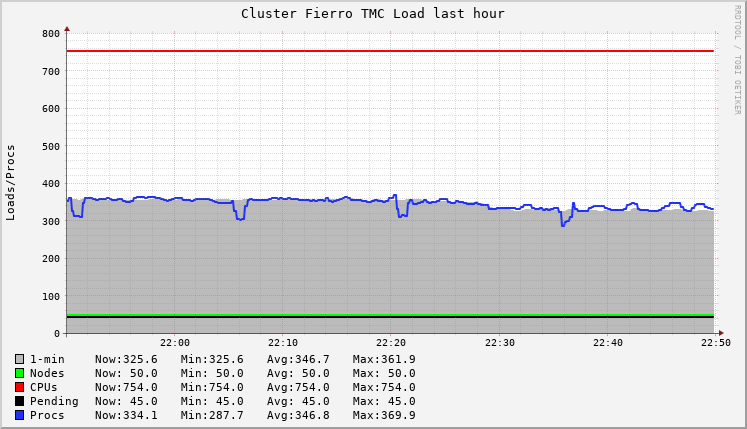 Cluster Fierro TMC Load last hour
RRDTOOL / TOBI OETIKER
Loads/Procs
800
700
600
500
400
300
200
100
0
22:00 22:10 22:20 22:30 22:40 22:50
1-min Now:325.6 Min:325.6 Avg:346.7 Max:361.9
Nodes Now: 50.0 Min: 50.0 Avg: 50.0 Max: 50.0
CPUs Now:754.0 Min:754.0 Avg:754.0 Max:754.0
Pending Now: 45.0 Min: 45.0 Avg: 45.0 Max: 45.0
Procs Now:334.1 Min:287.7 Avg:346.8 Max:369.9